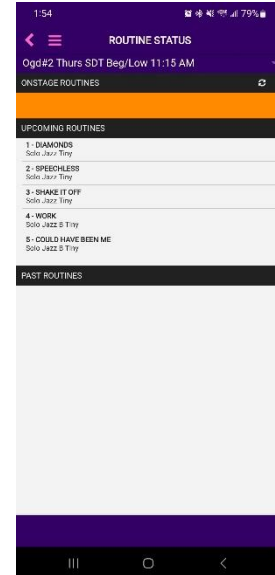 1:54
79%
ROUTINE STATUS
Ogd#2 Thurs SDT Beg/Low 11:15 AM
ONSTAGE ROUTINES
UPCOMING ROUTINES
1 - DIAMONDS
Solo Jazz Tiny
2 - SPEECHLESS
Solo Jazz Tiny
3 - SHAKE IT OFF
Solo Jazz Tiny
4 - WORK
Solo Jazz B Tiny
5 - COULD HAVE BEEN ME
Solo Jazz B Tiny
PAST ROUTINES